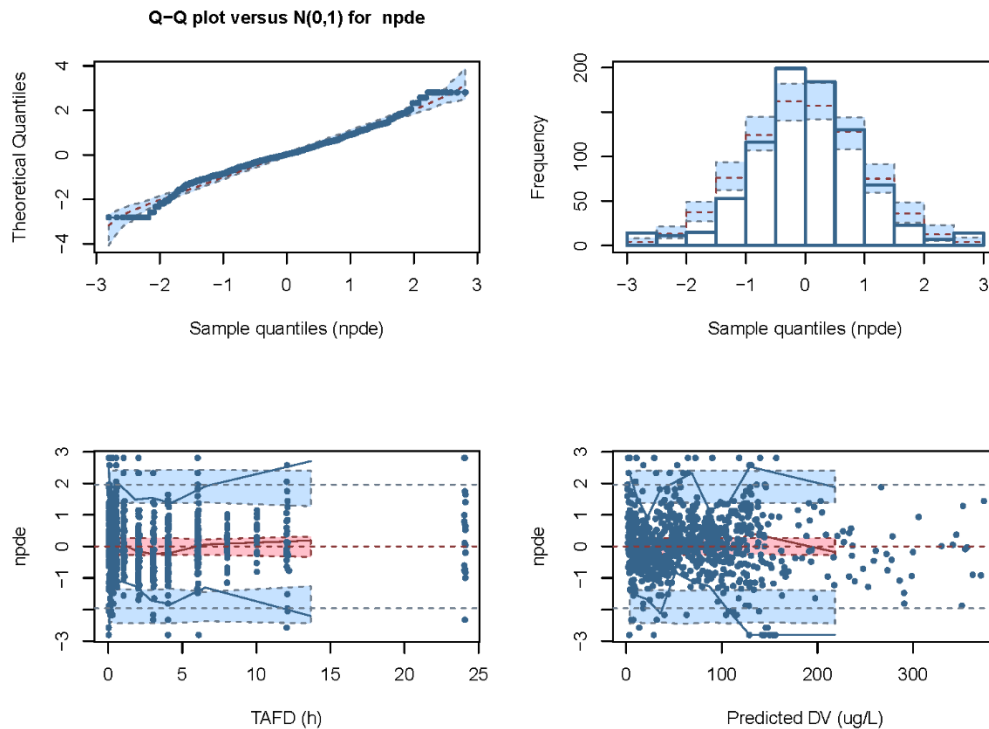 Q−Q plot versus N(0,1) for npde
Theoretical Quantiles
4
2
0
−2
−4
−3 −2 −1 0 1 2 3
Sample quantiles (npde)
Frequency
200
100
50
0
−3 −2 −1 0 1 2 3
Sample quantiles (npde)
npde
3
2
1
0
−1
−3
0 5 10 15 20 25
TAFD (h)
npde
3
2
1
0
−1
−3
0 100 200 300
Predicted DV (ug/L)